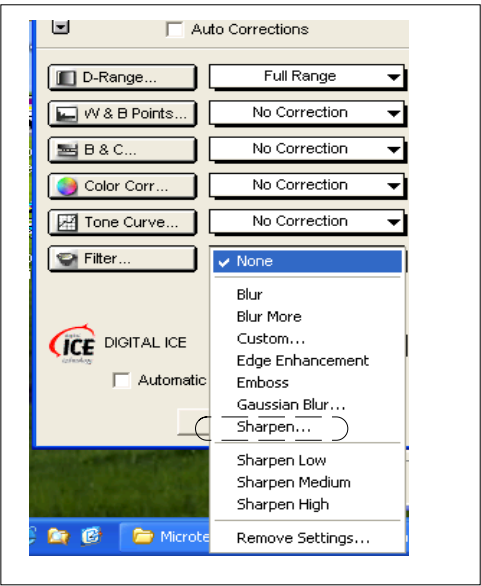 Auto Corrections
D-Range... Full Range
W & B Points... No Correction
B & C... No Correction
Color Corr... No Correction
Tone Curve... No Correction
Filter... None
Blur
Blur More
Custom...
Edge Enhancement
Emboss
Gaussian Blur...
Sharpen...
Sharpen Low
Sharpen Medium
Sharpen High
Remove Settings...
ICE DIGITAL ICE
Automatic
Microte